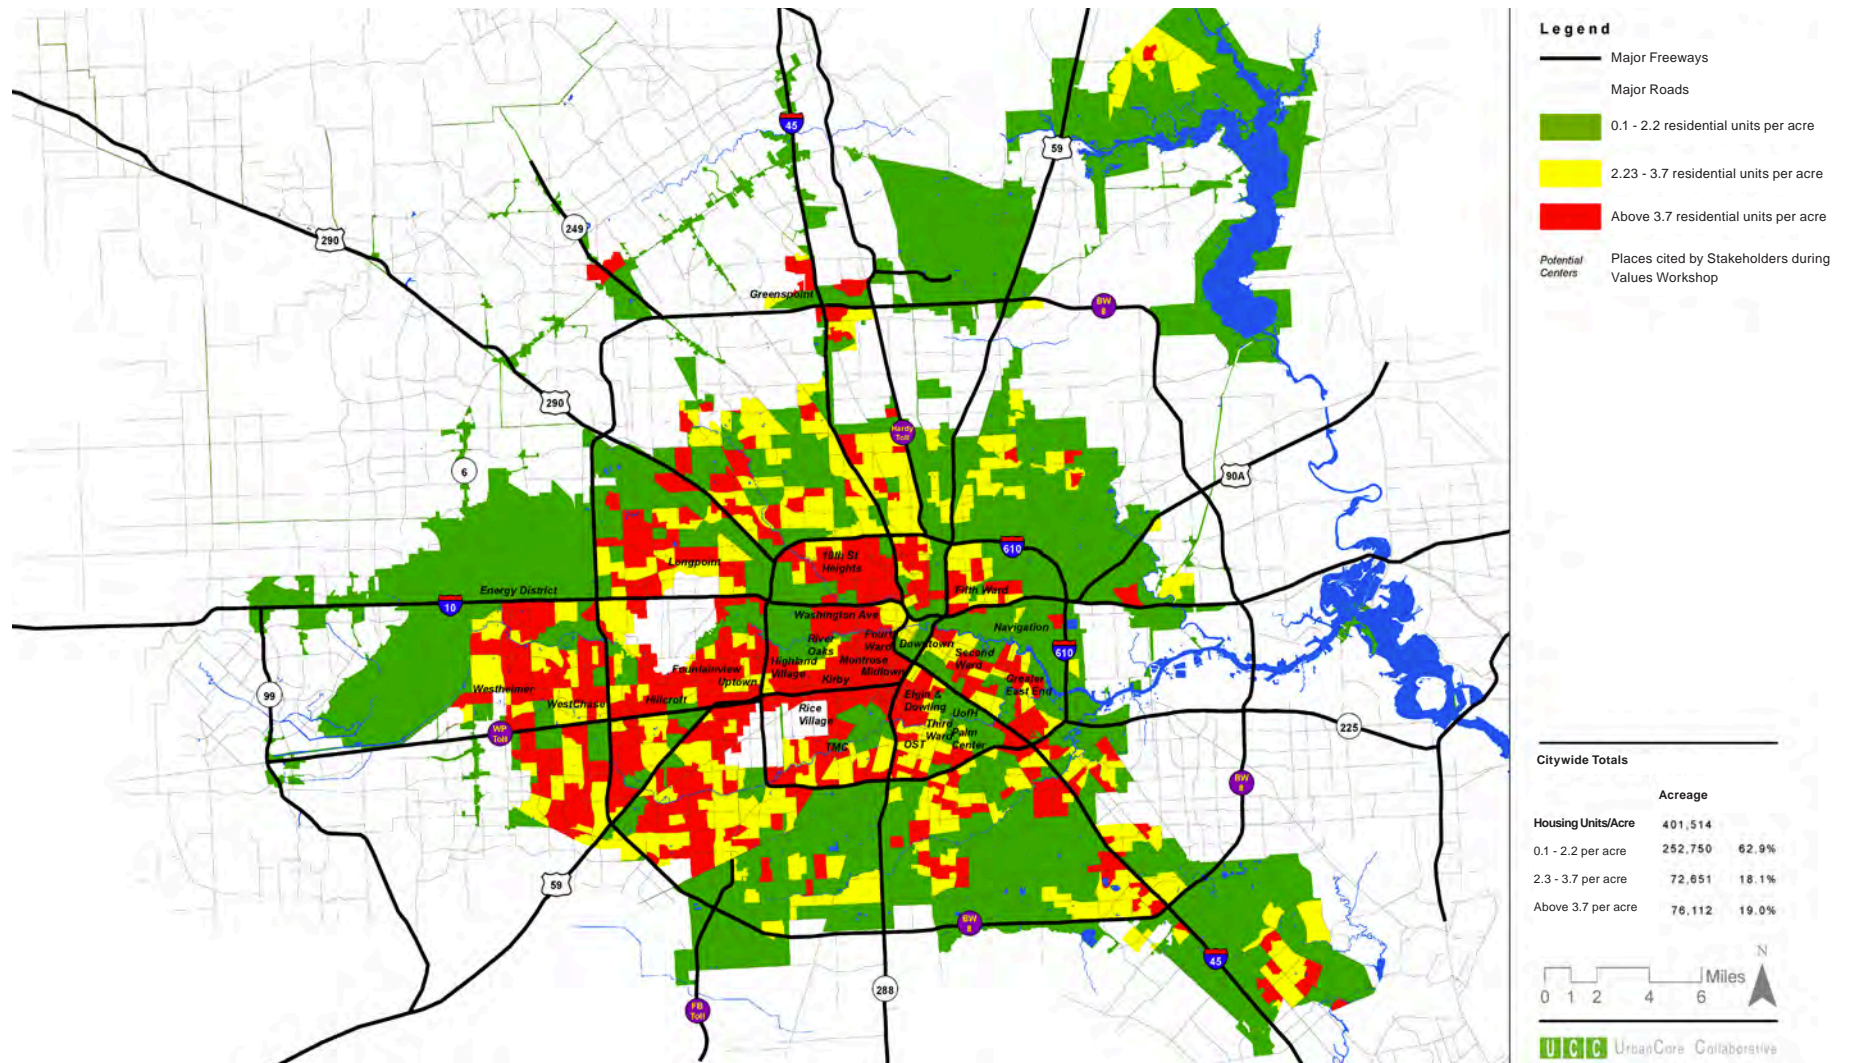 Legend
Major Freeways
Major Roads
0.1 - 2.2 residential units per acre
2.23 - 3.7 residential units per acre
Above 3.7 residential units per acre
Potential
Centers
Places cited by Stakeholders during
Values Workshop
45
59
249
290
Greenspoint
BW
8
290
Hardy
Toll
6
90A
610
18th St
Heights
Longpoint
Energy District
10
Fifth Ward
Washington Ave
Navigation
River
Oaks
Fourth
Ward
Downtown
610
Second
Ward
Highland
Village
Montrose
Midtown
Fountainview
Uptown
Kirby
Greater
East End
99
Westheimer
WestChase
Hillcroft
Elgin &
Dowling
Rice
Village
UofH
Third
Ward
Palm
Center
WP
Toll
TMC
OST
225
BW
8
59
BW
8
45
288
FB
Toll
Citywide Totals
Acreage
Housing Units/Acre 401,514
0.1 - 2.2 per acre 252,750 62.9%
2.3 - 3.7 per acre 72,651 18.1%
Above 3.7 per acre 76,112 19.0%
N
Miles
0 1 2 4 6
UCC UrbanCore Collaborative